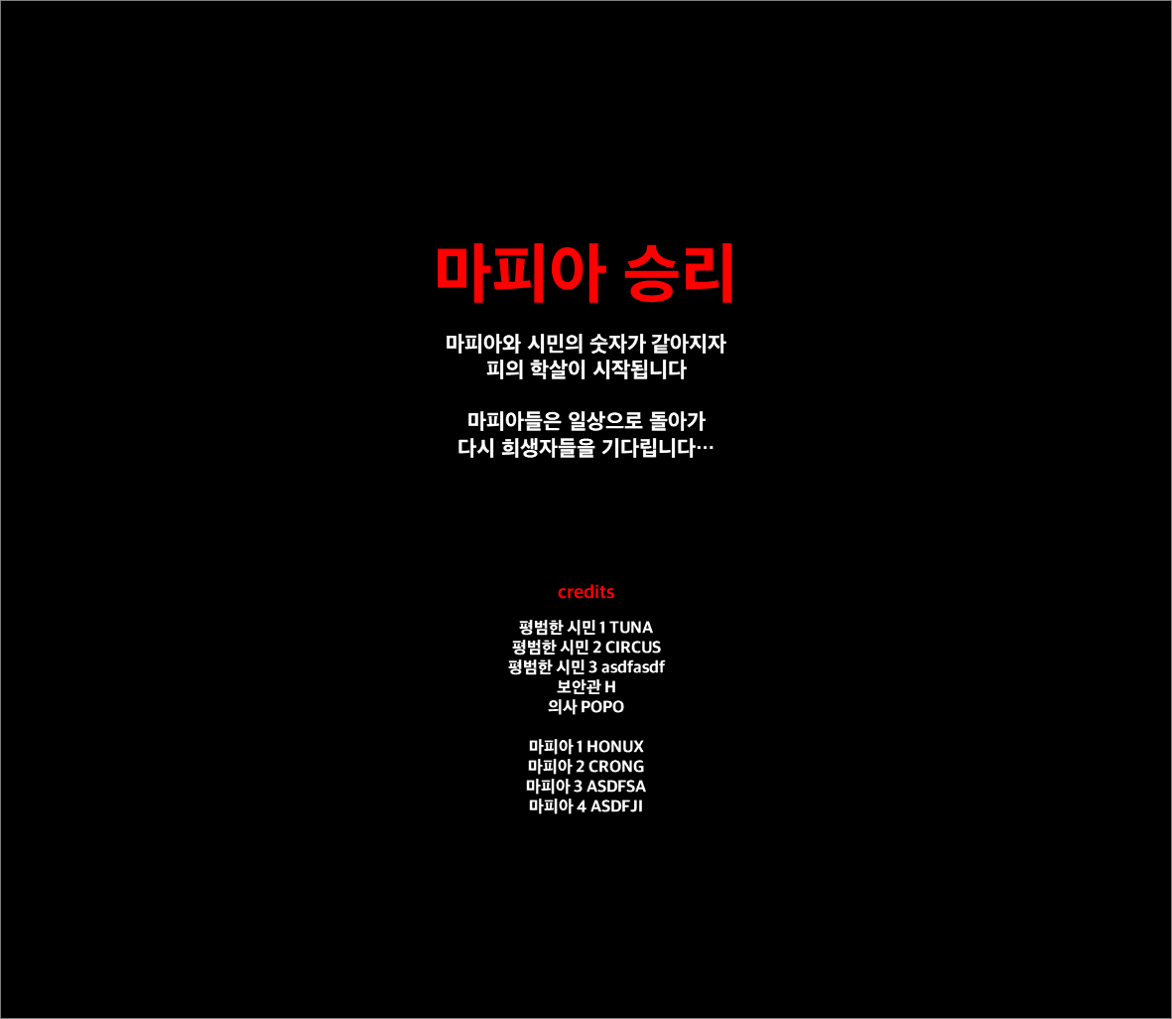 마피아 승리
마피아와 시민의 숫자가 같아지자
피의 학살이 시작됩니다
마피아들은 일상으로 돌아가
다시 희생자들을 기다립니다…
credits
평범한 시민 1 TUNA
평범한 시민 2 CIRCUS
평범한 시민 3 asdfasdf
보안관 H
의사 POPO
마피아 1 HONUX
마피아 2 CRONG
마피아 3 ASDFSA
마피아 4 ASDFJI